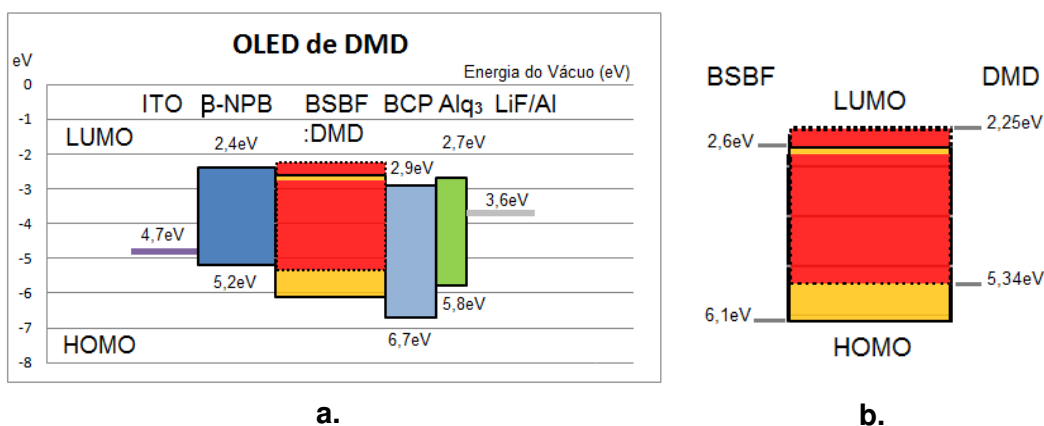 OLED de DMD
eV
Energia do Vácuo (eV)
0
ITO β-NPB BSBF BCP Alq₃ LiF/Al
:DMD
-1
LUMO
2,4eV
2,7eV
-2
2,9eV
-3
3,6eV
-4
4,7eV
-5
5,2eV
5,8eV
-6
6,7eV
-7
HOMO
-8
a.
BSBF
DMD
LUMO
2,25eV
2,6eV
5,34eV
6,1eV
HOMO
b.